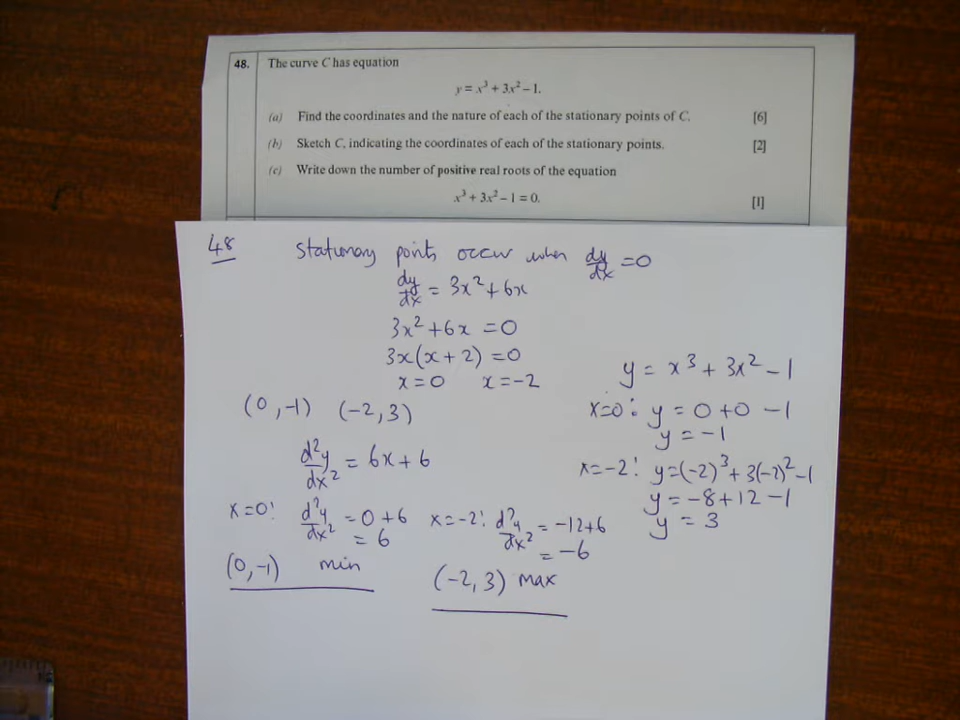 48. The curve C has equation
y = x³ + 3x² – 1.
(a) Find the coordinates and the nature of each of the stationary points of C. [6]
(b) Sketch C, indicating the coordinates of each of the stationary points. [2]
(c) Write down the number of positive real roots of the equation
x³ + 3x² – 1 = 0. [1]
48 Stationary points occur when dy/dx = 0
dy/dx = 3x² + 6x
3x² + 6x = 0
3x(x + 2) = 0
x = 0 x = -2
(0, -1) (-2, 3)
d²y/dx² = 6x + 6
x=0: d²y/dx² = 0 + 6
= 6
(0, -1) min
x=-2: d²y/dx² = -12+6
= -6
(-2, 3) max
y = x³ + 3x² - 1
x=0: y = 0 + 0 - 1
y = -1
x=-2: y=(-2)³ + 3(-2)² - 1
y = -8 + 12 - 1
y = 3